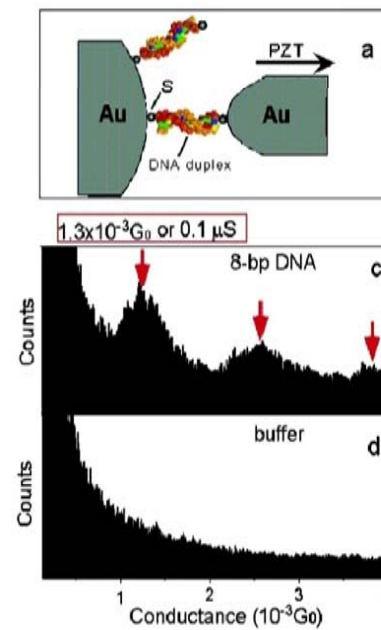 PZT a
S
Au Au
DNA duplex
1.3x10⁻³G₀ or 0.1 μS
8-bp DNA c
Counts
buffer d
Counts
1 2 3
Conductance (10⁻³G₀)